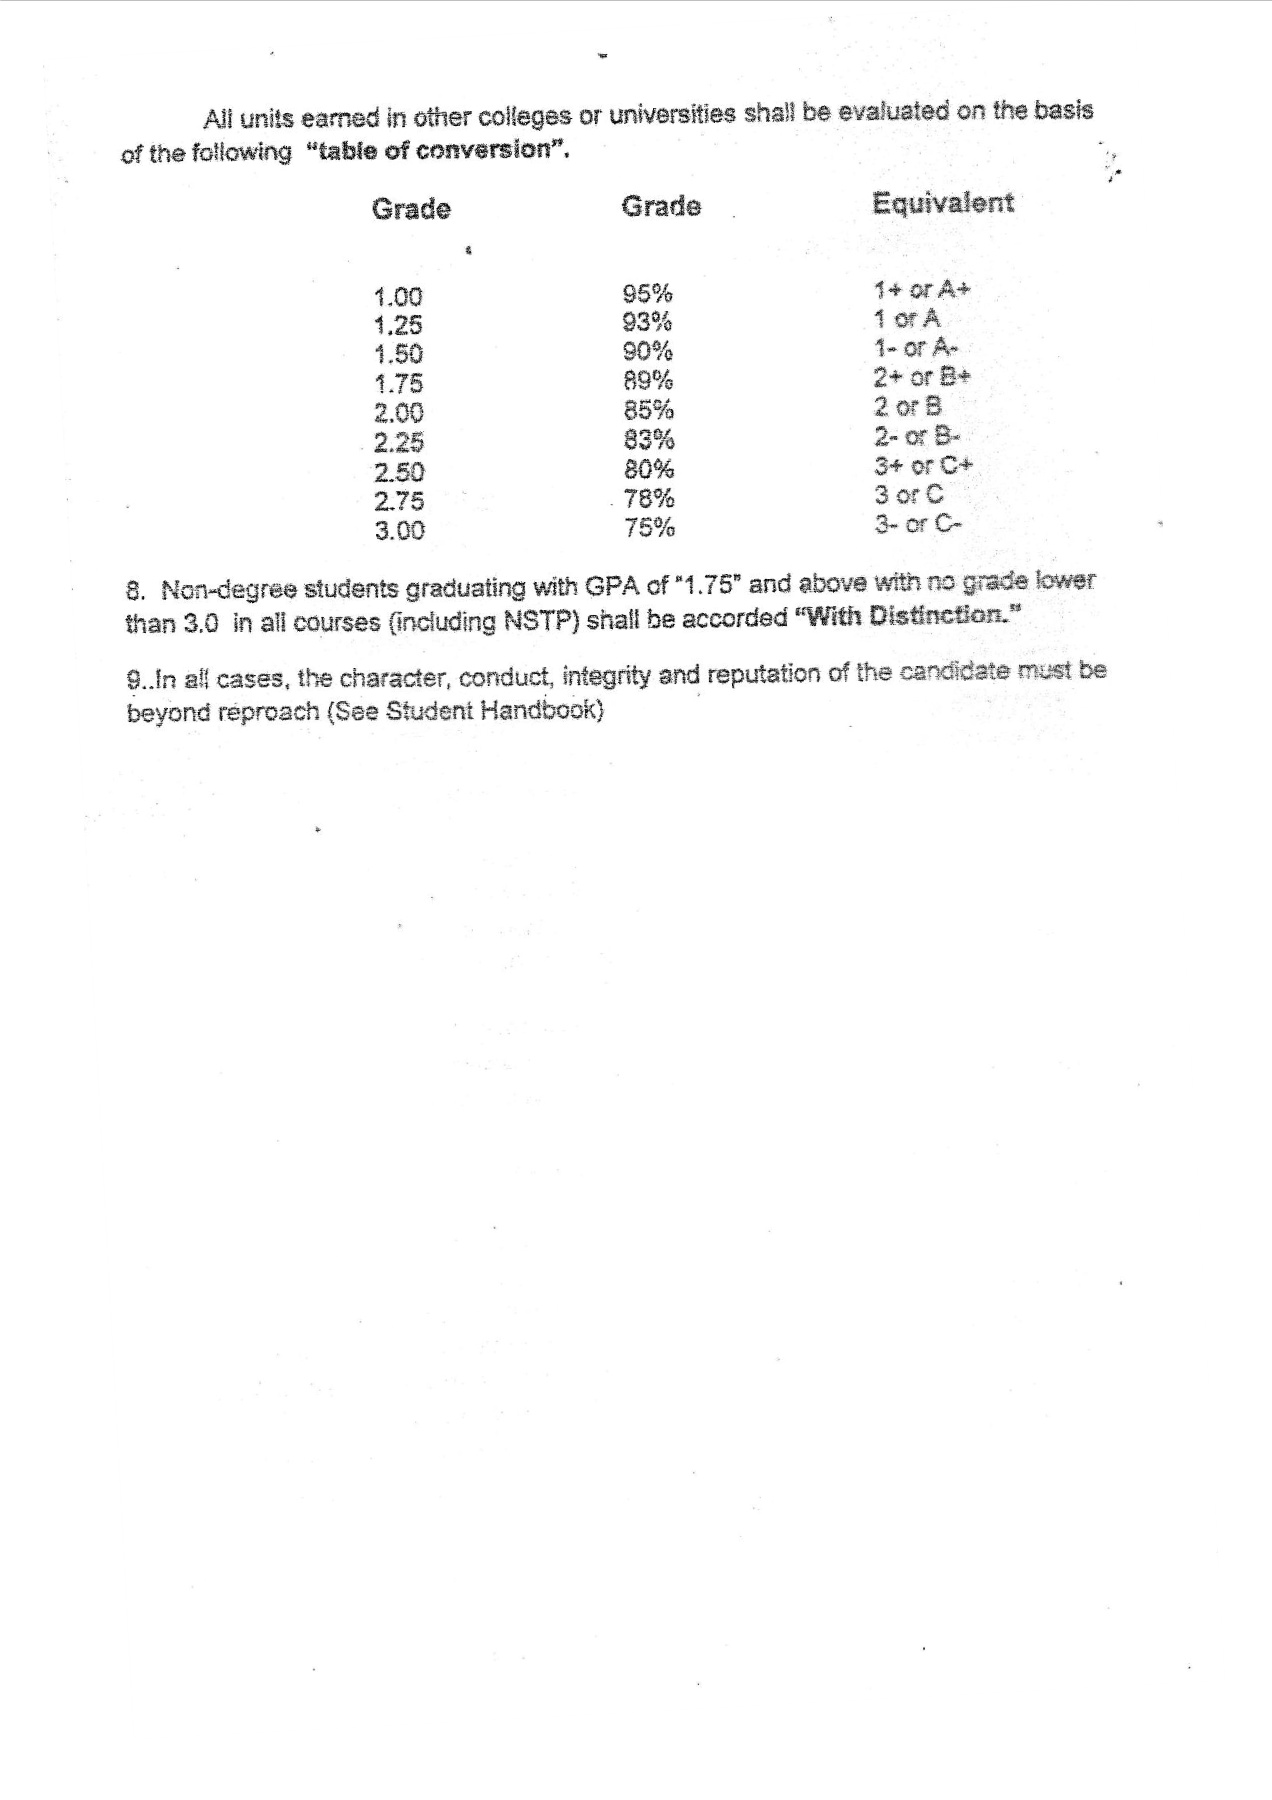 All units earned in other colleges or universities shall be evaluated on the basis
of the following "table of conversion".
Grade Grade Equivalent
1.00 95% 1+ or A+
1.25 93% 1 or A
1.50 90% 1- or A-
1.75 89% 2+ or B+
2.00 85% 2 or B
2.25 83% 2- or B-
2.50 80% 3+ or C+
2.75 78% 3 or C
3.00 75% 3- or C-
8. Non-degree students graduating with GPA of "1.75" and above with no grade lower
than 3.0 in all courses (including NSTP) shall be accorded "With Distinction."
9..In all cases, the character, conduct, integrity and reputation of the candidate must be
beyond reproach (See Student Handbook)